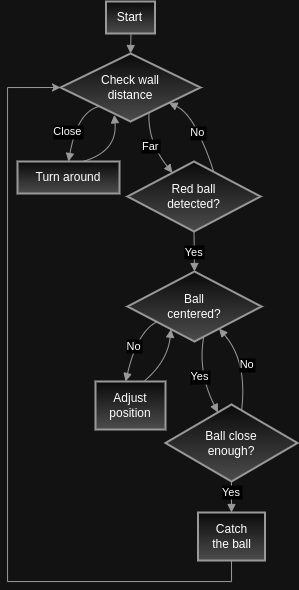 Start
Check wall
distance
Close
Far
No
Turn around
Red ball
detected?
Yes
Ball
centered?
No
Yes
No
Adjust
position
Ball close
enough?
Yes
Catch
the ball